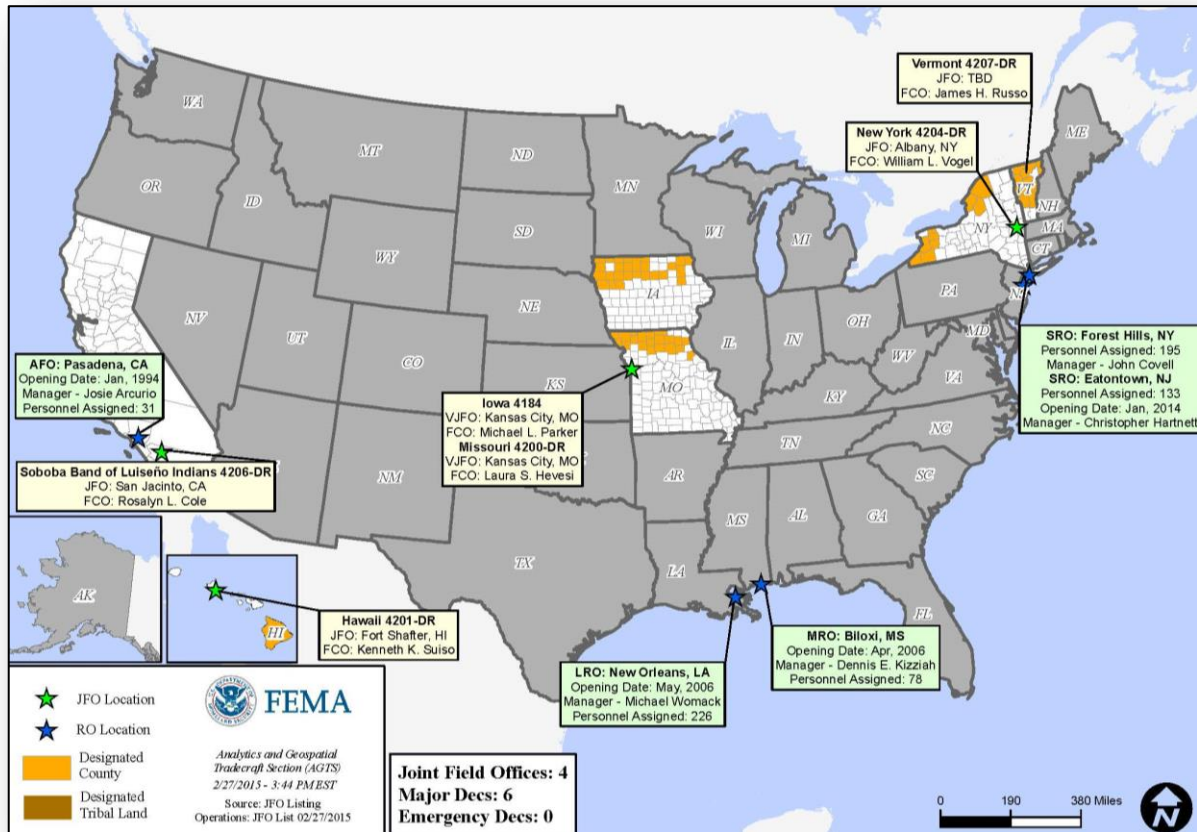 Vermont 4207-DR
JFO: TBD
FCO: James H. Russo
New York 4204-DR
JFO: Albany, NY
FCO: William L. Vogel
WA
MT
ND
MN
ME
OR
ID
SD
WI
MI
VT
NH
NY
MA
CT
WY
NE
IA
PA
NJ
NV
UT
CO
KS
MO
IL
IN
OH
MD
WV
VA
KY
NC
TN
SC
NM
AR
MS
AL
GA
TX
LA
FL
AK
HI
AFO: Pasadena, CA
Opening Date: Jan, 1994
Manager - Josie Arcurio
Personnel Assigned: 31
Soboba Band of Luiseño Indians 4206-DR
JFO: San Jacinto, CA
FCO: Rosalyn L. Cole
Iowa 4184
VJFO: Kansas City, MO
FCO: Michael L. Parker
Missouri 4200-DR
VJFO: Kansas City, MO
FCO: Laura S. Hevesi
SRO: Forest Hills, NY
Personnel Assigned: 195
Manager - John Covell
SRO: Eatontown, NJ
Personnel Assigned: 133
Opening Date: Jan, 2014
Manager - Christopher Hartnett
Hawaii 4201-DR
JFO: Fort Shafter, HI
FCO: Kenneth K. Suiso
LRO: New Orleans, LA
Opening Date: May, 2006
Manager - Michael Womack
Personnel Assigned: 226
MRO: Biloxi, MS
Opening Date: Apr, 2006
Manager - Dennis E. Kizziah
Personnel Assigned: 78
JFO Location
RO Location
Designated
County
Designated
Tribal Land
FEMA
Analytics and Geospatial
Tradecraft Section (AGTS)
2/27/2015 - 3:44 PM EST
Source: JFO Listing
Operations: JFO List 02/27/2015
Joint Field Offices: 4
Major Decs: 6
Emergency Decs: 0
0 190 380 Miles
N